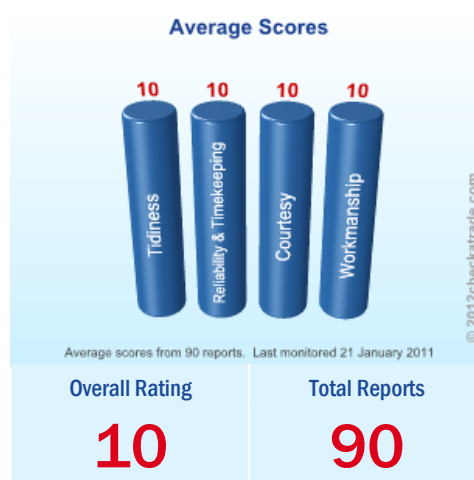 Average Scores
10 10 10 10
Tidiness
Reliability & Timekeeping
Courtesy
Workmanship
© 2012checkatrade.com
Average scores from 90 reports. Last monitored 21 January 2011
Overall Rating
Total Reports
10
90